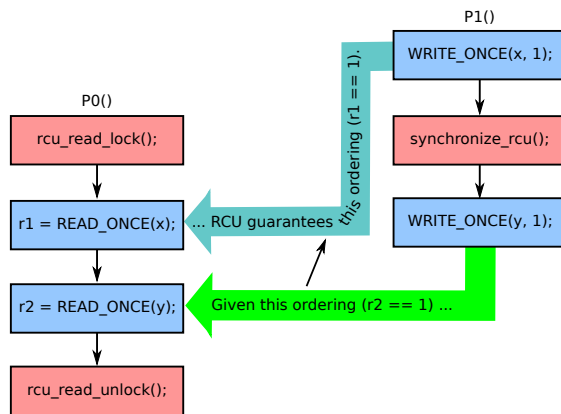 P1()
WRITE_ONCE(x, 1);
P0()
rcu_read_lock();
synchronize_rcu();
r1 = READ_ONCE(x);
... RCU guarantees
this ordering (r1 == 1).
WRITE_ONCE(y, 1);
r2 = READ_ONCE(y);
Given this ordering (r2 == 1) ...
rcu_read_unlock();